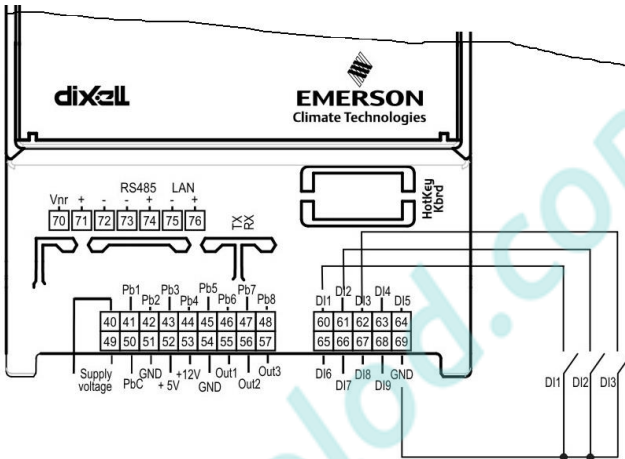 dixell
EMERSON
Climate Technologies
RS485 LAN
Vnr + - - + - +
70 71 72 73 74 75 76
TX
RX
HotKey
Kbrd
Pb1 Pb2 Pb3 Pb4 Pb5 Pb6 Pb7 Pb8
40 41 42 43 44 45 46 47 48
49 50 51 52 53 54 55 56 57
Supply voltage PbC GND + 5V +12V GND Out1 Out2 Out3
DI1 DI2 DI3 DI4 DI5
60 61 62 63 64
65 66 67 68 69
DI6 DI7 DI8 DI9 GND
DI1 DI2 DI3